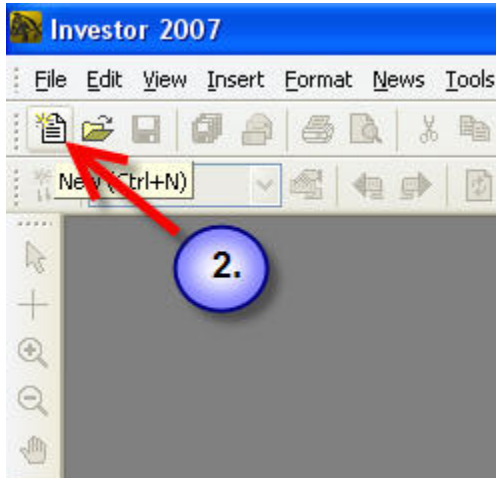 Investor 2007
File Edit View Insert Format News Tools
New (Ctrl+N)
2.